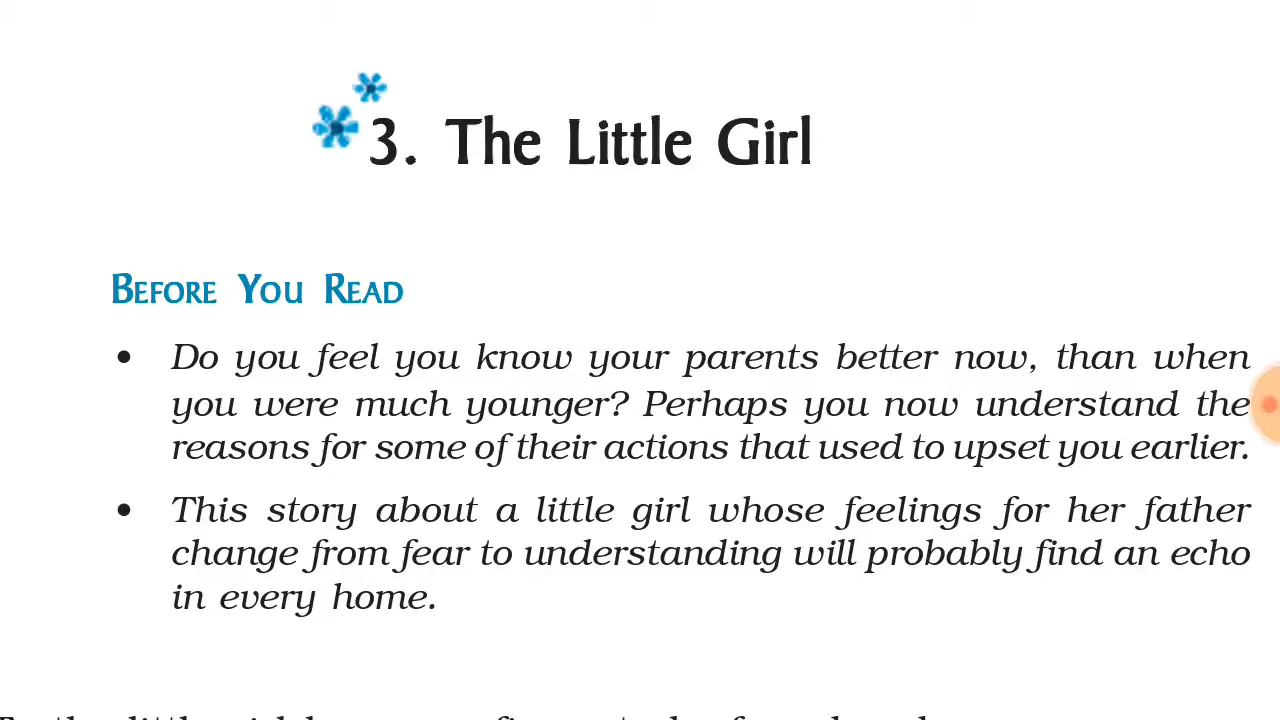 3. The Little Girl
BEFORE YOU READ
• Do you feel you know your parents better now, than when
you were much younger? Perhaps you now understand the
reasons for some of their actions that used to upset you earlier.
• This story about a little girl whose feelings for her father
change from fear to understanding will probably find an echo
in every home.